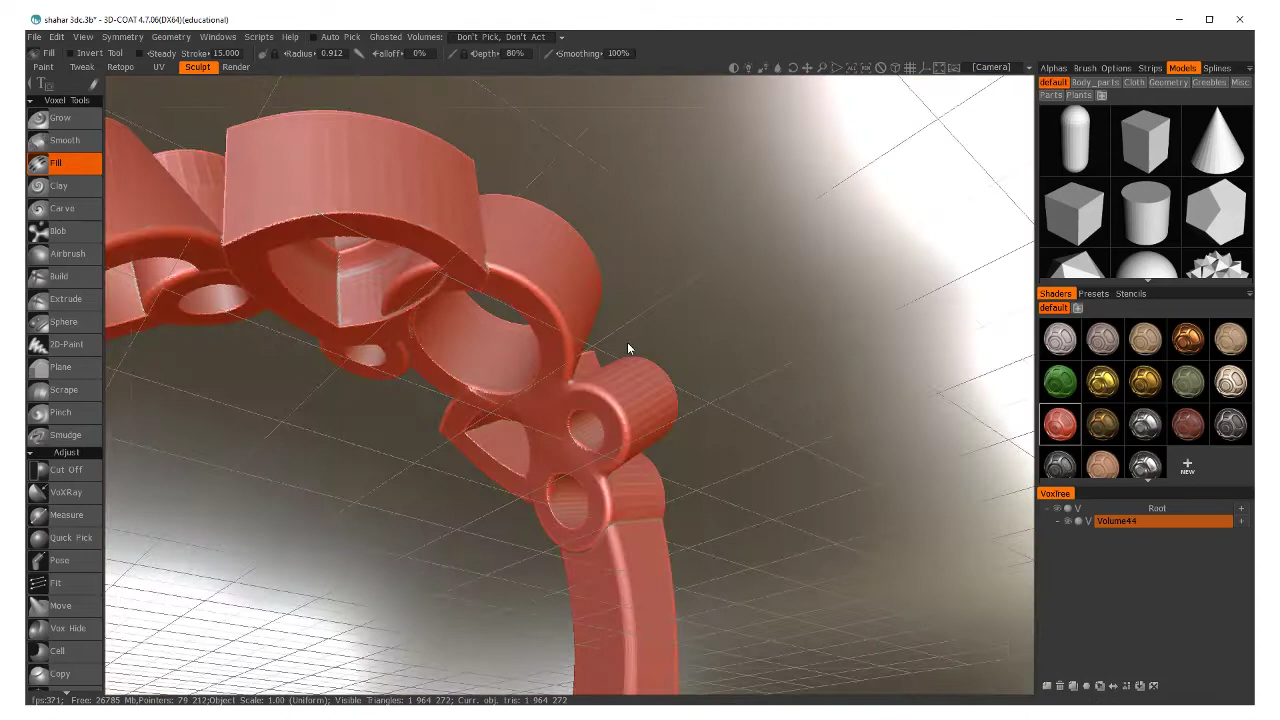 shahar 3dc.3b* - 3D-COAT 4.7.06(DX64)(educational)
File Edit View Symmetry Geometry Windows Scripts Help Auto Pick Ghosted Volumes: Don't Pick, Don't Act
Fill Invert Tool Steady Stroke 15.000 Radius 0.912 Falloff 0% Depth 80% Smoothing 100%
Paint Tweak Retopo UV Sculpt Render [Camera]
Alphas Brush Options Strips Models Splines
default Body_parts Cloth Geometry Greebles Misc
Parts Plants
Voxel Tools
Grow
Smooth
Fill
Clay
Carve
Blob
Airbrush
Build
Extrude
Sphere
2D-Paint
Plane
Scrape
Pinch
Smudge
Adjust
Cut Off
VoXRay
Measure
Quick Pick
Pose
Fit
Move
Vox Hide
Cell
Copy
Shaders Presets Stencils
default
NEW
VoxTree
V Root +
V Volume44 +
fps:371; Free: 26785 Mb,Pointers: 79 212;Object Scale: 1.00 (Uniform); Visible Triangles: 1 964 272; Curr. obj. tris: 1 964 272